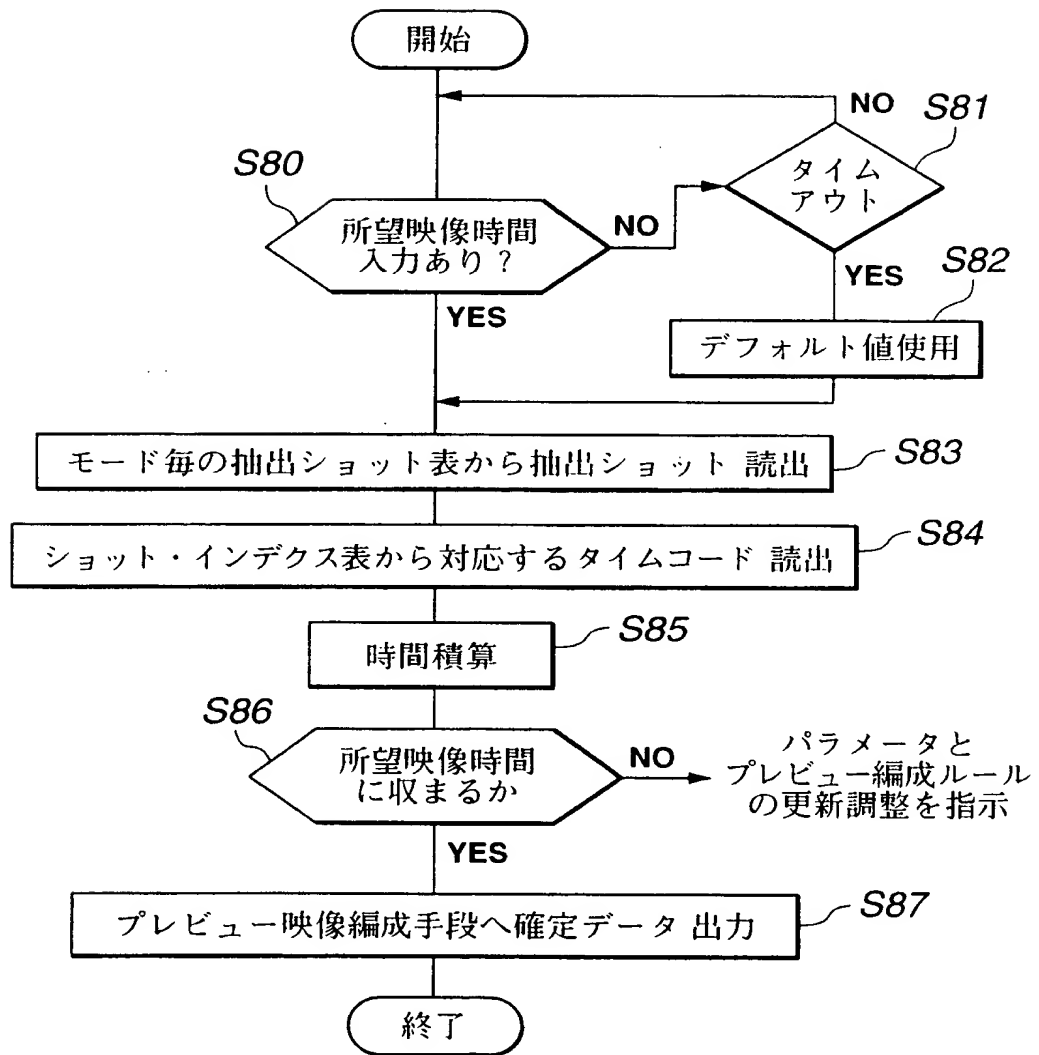 開始
NO
S81
タイム
アウト
S80
所望映像時間
入力あり?
NO
YES
YES
S82
デフォルト値使用
モード毎の抽出ショット表から抽出ショット 読出
S83
ショット・インデクス表から対応するタイムコード 読出
S84
時間積算
S85
S86
所望映像時間
に収まるか
NO
パラメータと
プレビュー編成ルール
の更新調整を指示
YES
プレビュー映像編成手段へ確定データ 出力
S87
終了